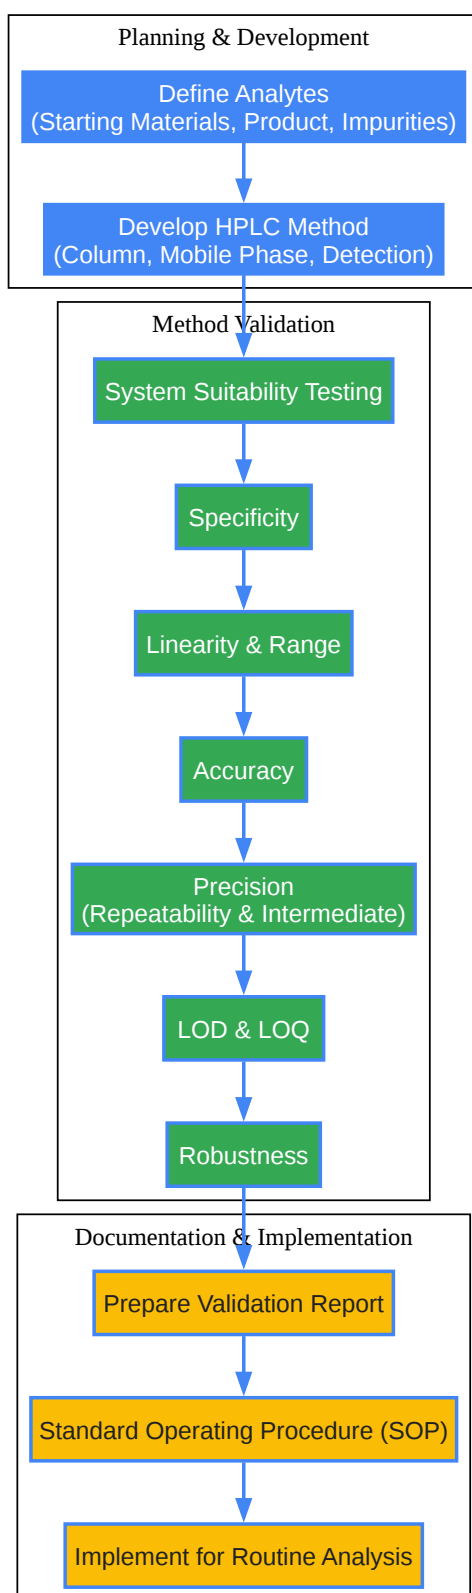 Planning & Development
Define Analytes
(Starting Materials, Product, Impurities)
Develop HPLC Method
(Column, Mobile Phase, Detection)
Method Validation
System Suitability Testing
Specificity
Linearity & Range
Accuracy
Precision
(Repeatability & Intermediate)
LOD & LOQ
Robustness
Documentation & Implementation
Prepare Validation Report
Standard Operating Procedure (SOP)
Implement for Routine Analysis